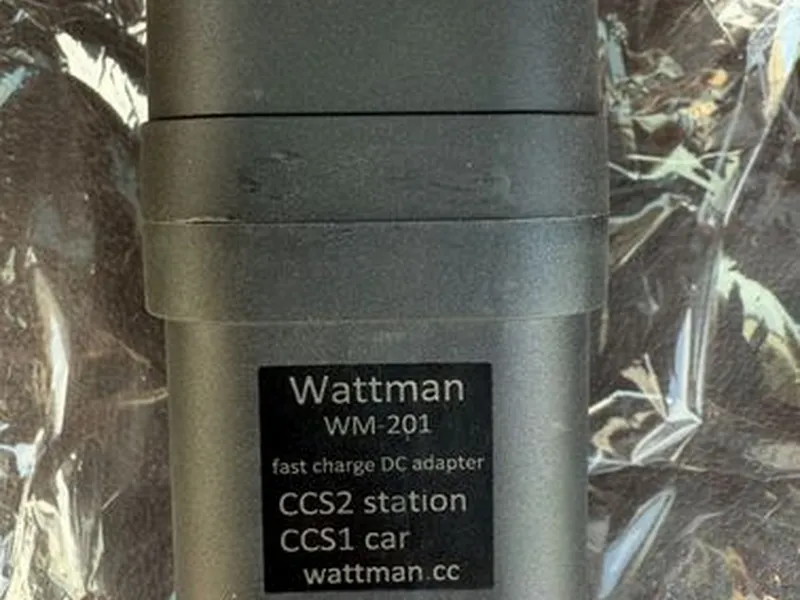 Wattman
WM-201
fast charge DC adapter
CCS2 station
CCS1 car
wattman.cc